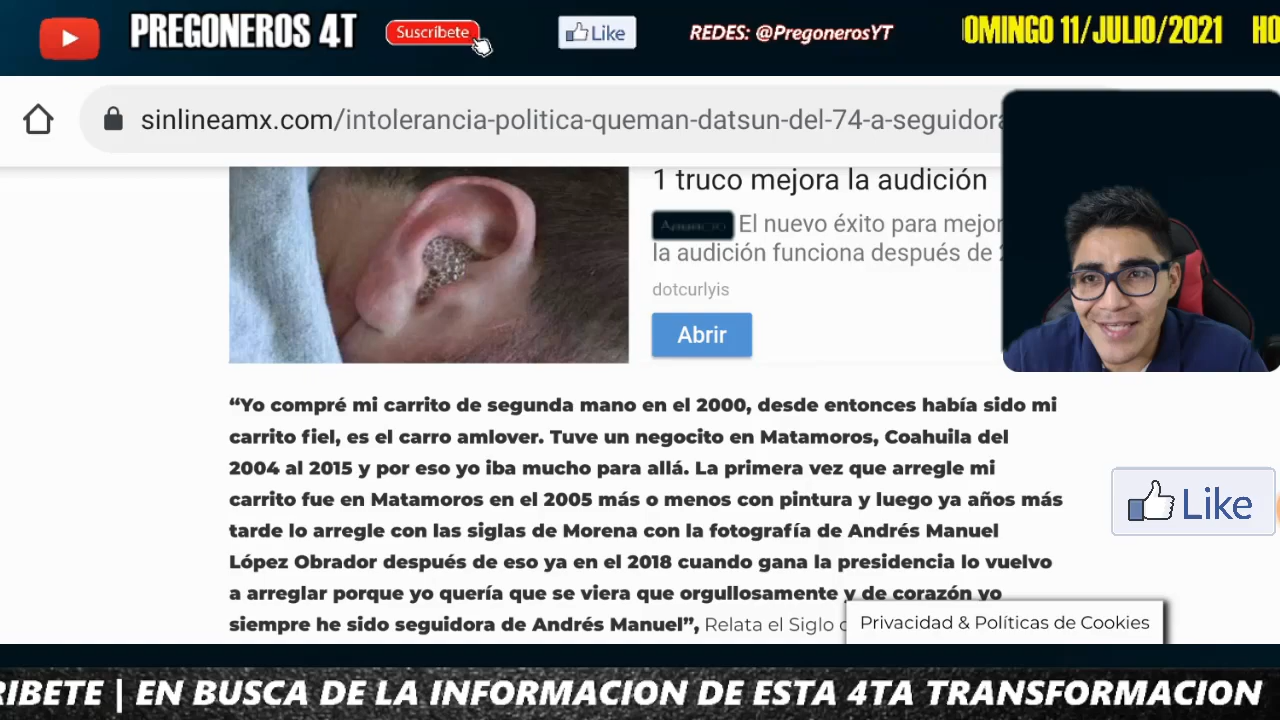 PREGONEROS 4T
Suscríbete
Like
REDES: @PregonerosYT
OMINGO 11/JULIO/2021 HO
sinlineamx.com/intolerancia-politica-queman-datsun-del-74-a-seguidora
1 truco mejora la audición
El nuevo éxito para mejor
la audición funciona después de
dotcurlyis
Abrir
“Yo compré mi carrito de segunda mano en el 2000, desde entonces había sido mi
carrito fiel, es el carro amlover. Tuve un negocito en Matamoros, Coahuila del
2004 al 2015 y por eso yo iba mucho para allá. La primera vez que arregle mi
carrito fue en Matamoros en el 2005 más o menos con pintura y luego ya años más
tarde lo arregle con las siglas de Morena con la fotografía de Andrés Manuel
López Obrador después de eso ya en el 2018 cuando gana la presidencia lo vuelvo
a arreglar porque yo quería que se viera que orgullosamente y de corazón yo
siempre he sido seguidora de Andrés Manuel”, Relata el Siglo
Like
Privacidad & Políticas de Cookies
RIBETE | EN BUSCA DE LA INFORMACION DE ESTA 4TA TRANSFORMACION